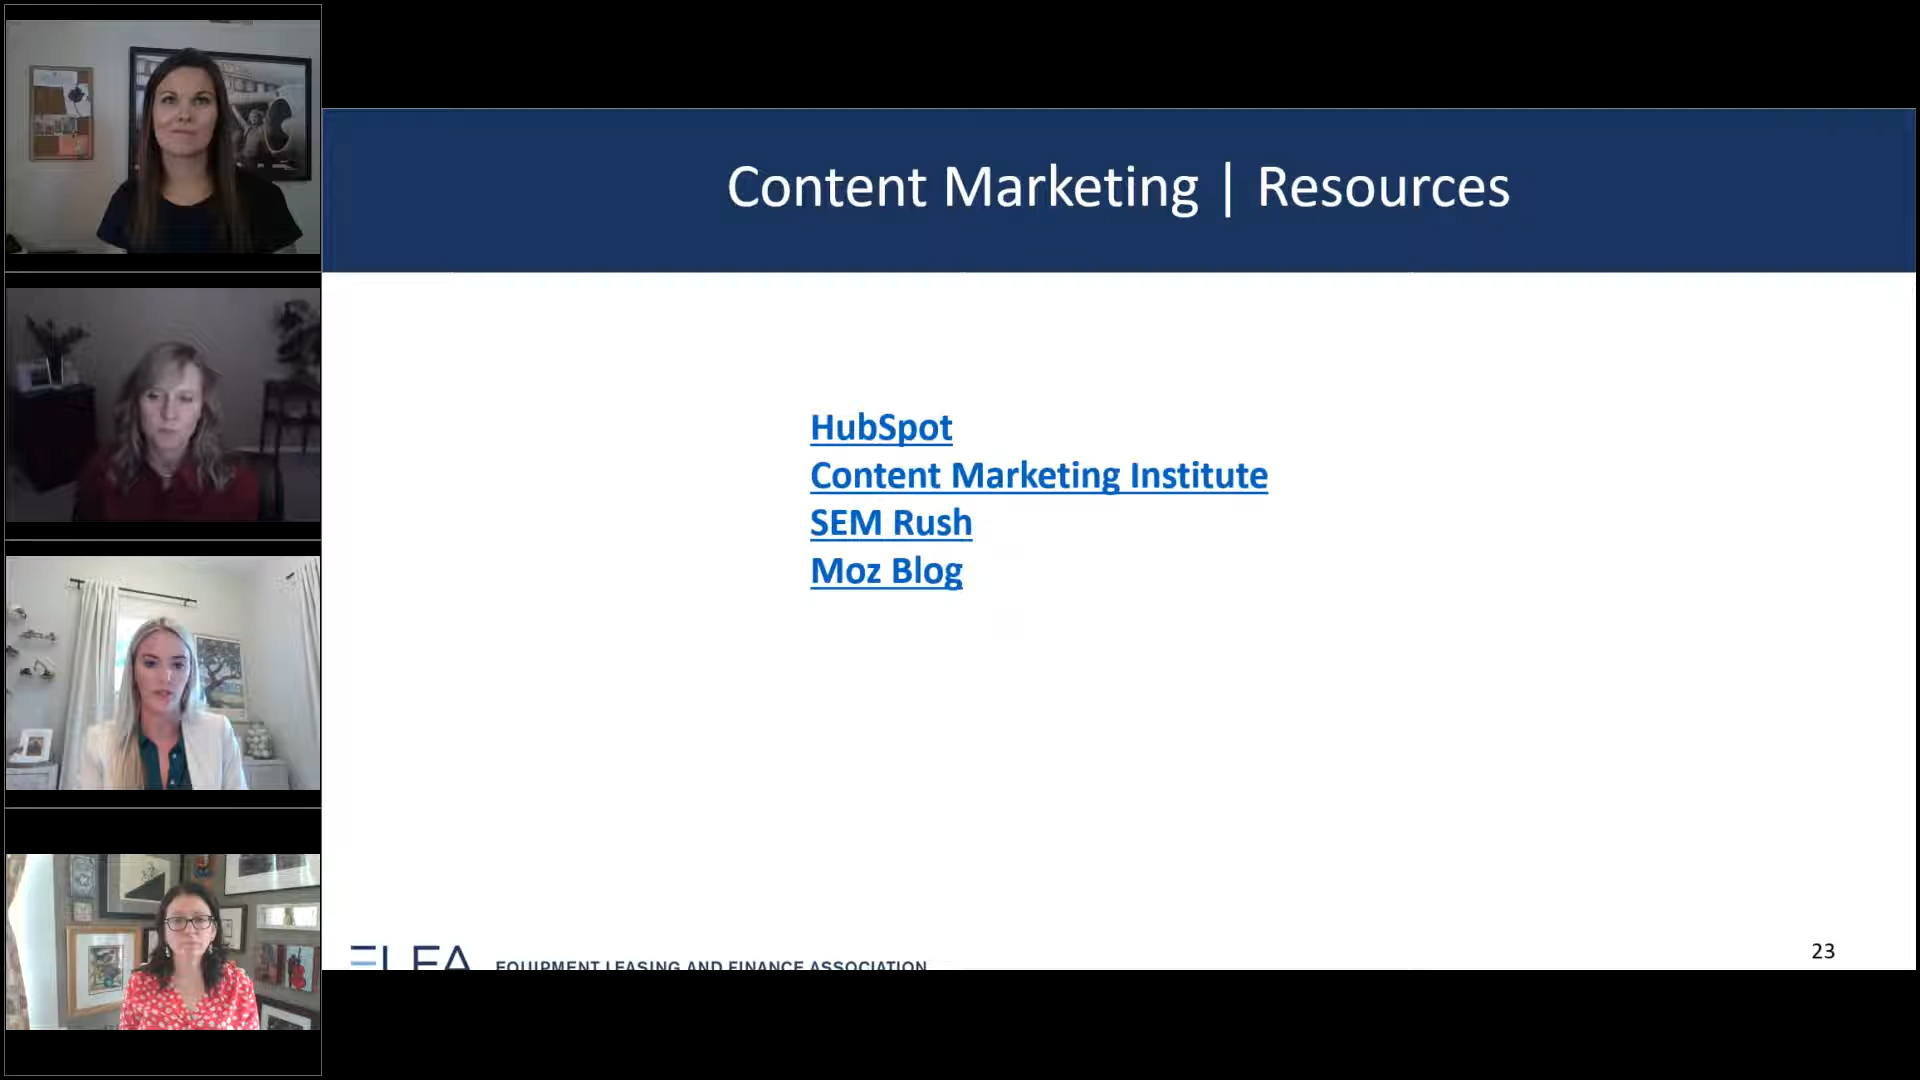 Content Marketing | Resources
HubSpot
Content Marketing Institute
SEM Rush
Moz Blog
ELFA EQUIPMENT LEASING AND FINANCE ASSOCIATION
23